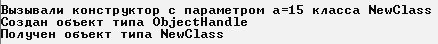 Вызывали конструктор с параметром a=15 класса NewClass
Создан объект типа ObjectHandle
Получен объект типа NewClass